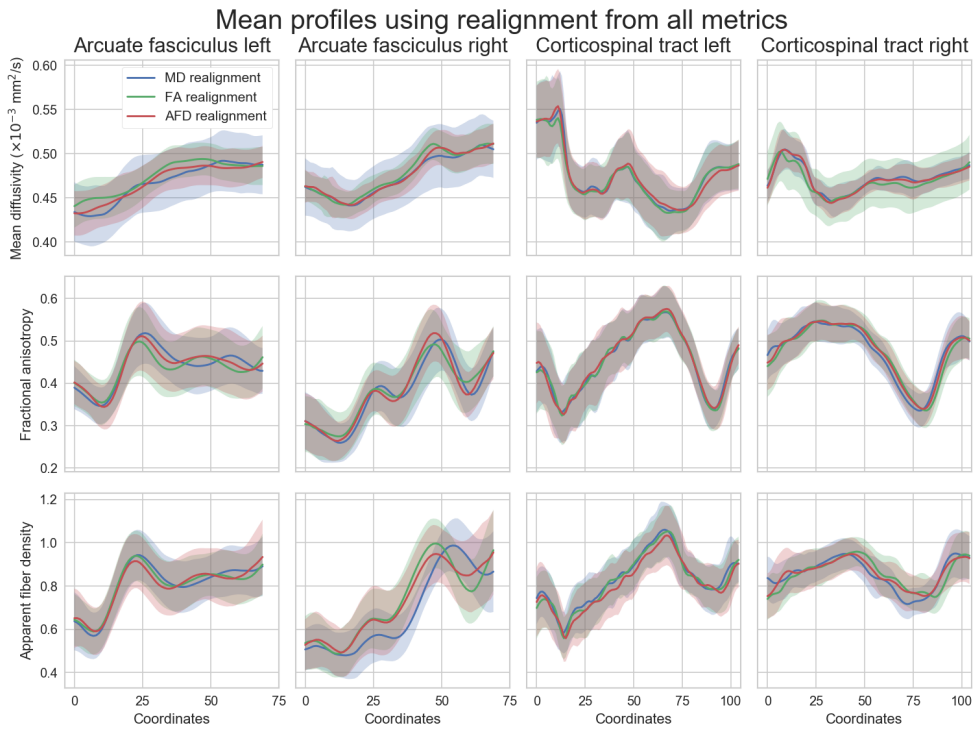 Mean profiles using realignment from all metrics
Arcuate fasciculus left
Arcuate fasciculus right
Corticospinal tract left
Corticospinal tract right
Mean diffusivity (×10⁻³ mm²/s)
0.60
0.55
0.50
0.45
0.40
MD realignment
FA realignment
AFD realignment
Fractional anisotropy
0.6
0.5
0.4
0.3
0.2
Apparent fiber density
1.2
1.0
0.8
0.6
0.4
0 25 50 75
0 25 50 75
0 25 50 75 100
0 25 50 75 100
Coordinates
Coordinates
Coordinates
Coordinates